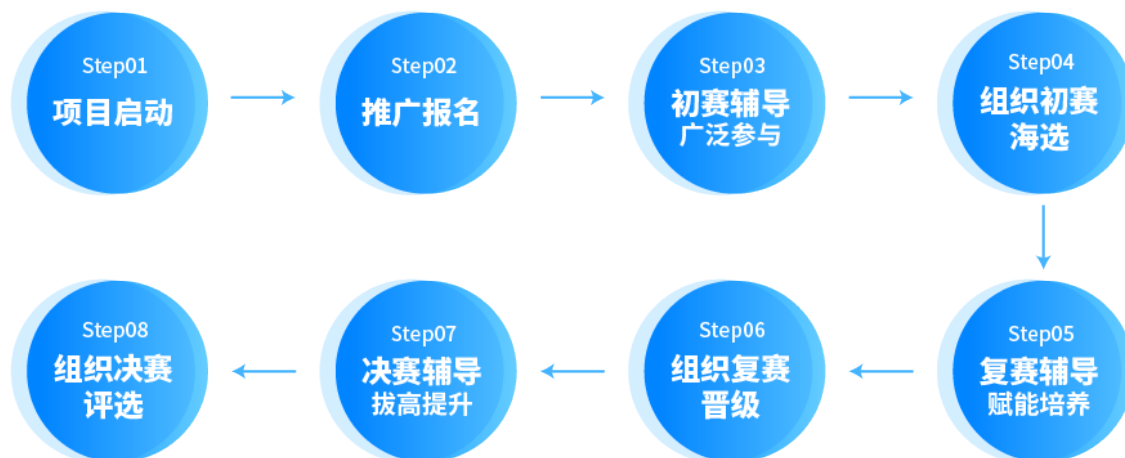 Step01
项目启动
Step02
推广报名
Step03
初赛辅导
广泛参与
Step04
组织初赛
海选
Step05
复赛辅导
赋能培养
Step06
组织复赛
晋级
Step07
决赛辅导
拔高提升
Step08
组织决赛
评选